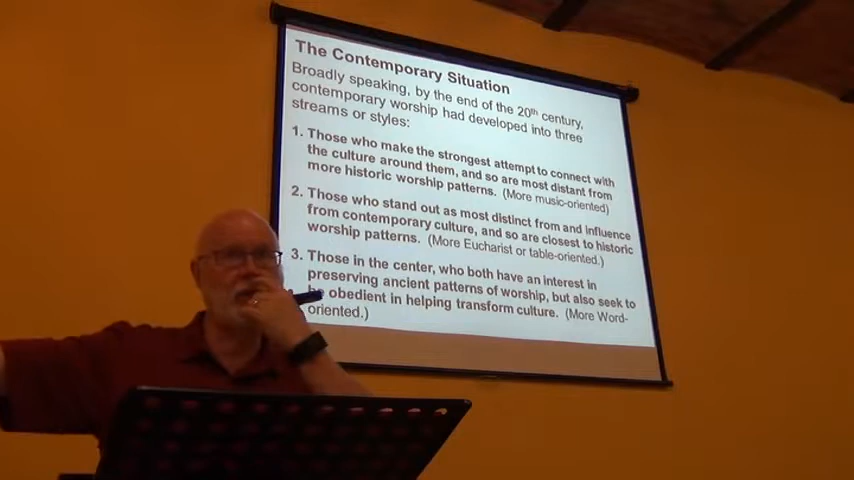 The Contemporary Situation
Broadly speaking, by the end of the 20th century,
contemporary worship had developed into three
streams or styles:
1. Those who make the strongest attempt to connect with
the culture around them, and so are most distant from
more historic worship patterns. (More music-oriented)
2. Those who stand out as most distinct from and influence
from contemporary culture, and so are closest to historic
worship patterns. (More Eucharist or table-oriented.)
3. Those in the center, who both have an interest in
preserving ancient patterns of worship, but also seek to
be obedient in helping transform culture. (More Word-
oriented.)